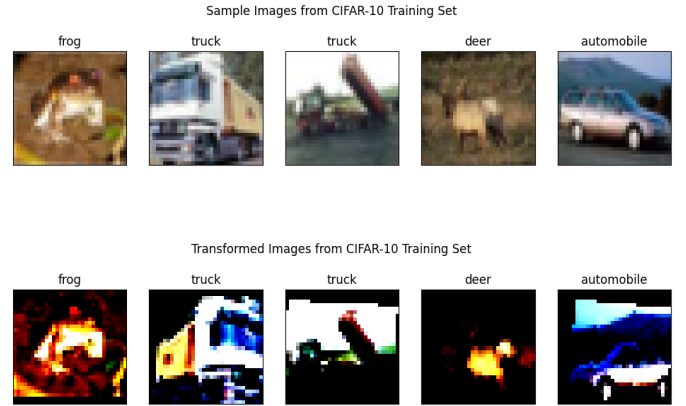 Sample Images from CIFAR-10 Training Set
frog truck truck deer automobile
Transformed Images from CIFAR-10 Training Set
frog truck truck deer automobile